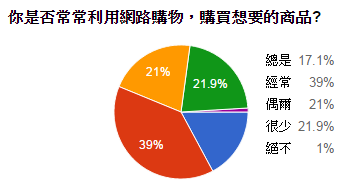 你是否常常利用網路購物，購買想要的商品?
21%
21.9%
39%
總是 17.1%
經常 39%
偶爾 21%
很少 21.9%
絕不 1%